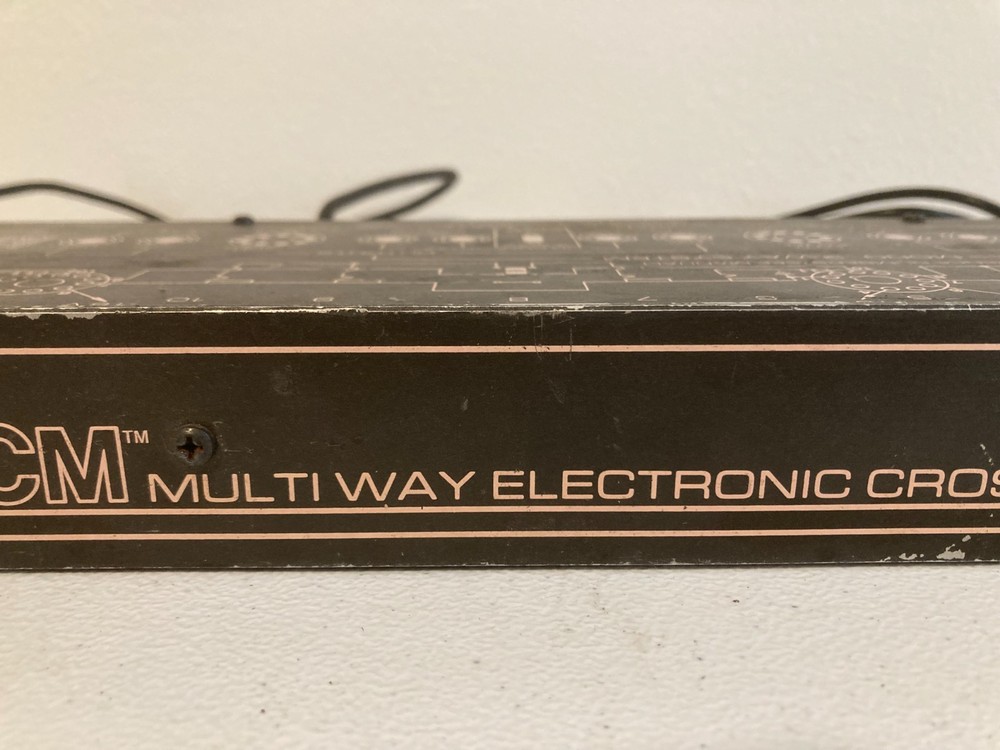 CM™ MULTI WAY ELECTRONIC CROS